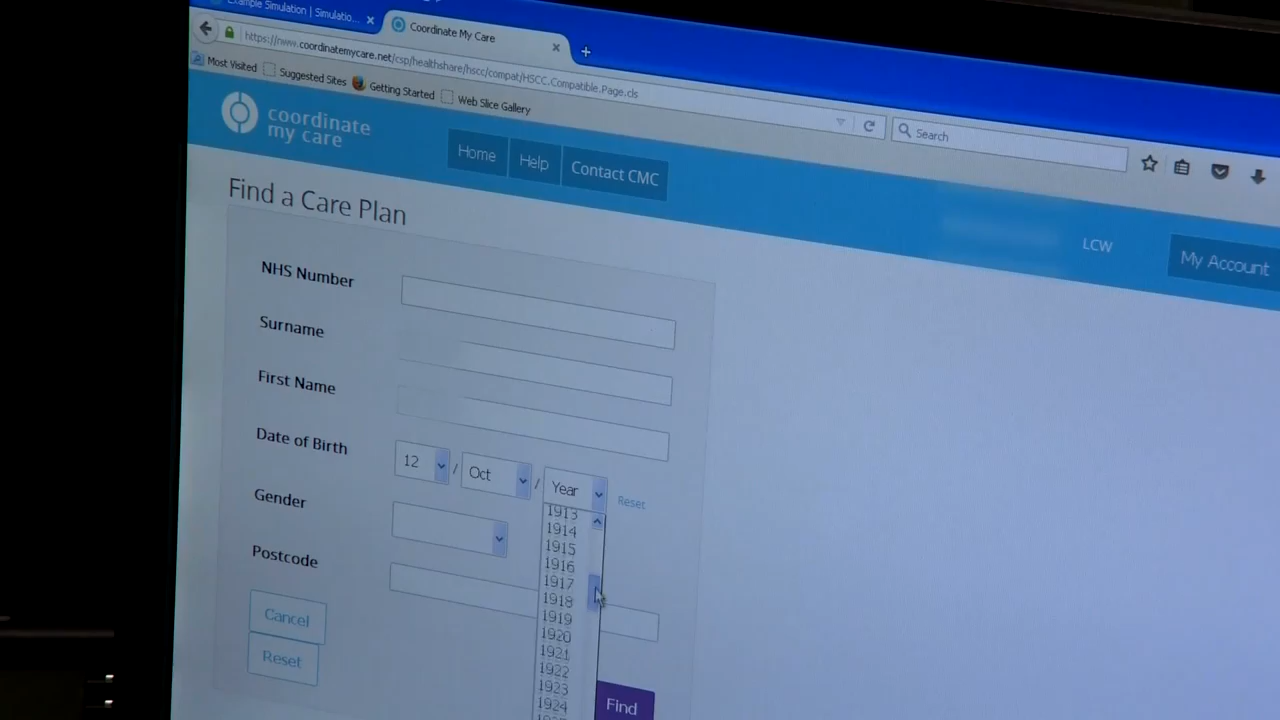 Example Simulation | Simulatio...
Coordinate My Care
https://nww.coordinatemycare.net/csp/healthshare/hscc/compat/HSCC.Compatible.Page.cls
Search
Most Visited
Suggested Sites
Getting Started
Web Slice Gallery
coordinate
my care
Home
Help
Contact CMC
LCW
My Account
Find a Care Plan
NHS Number
Surname
First Name
Date of Birth
12 / Oct / Year
Reset
1913
1914
1915
1916
1917
1918
1919
1920
1921
1922
1923
1924
Gender
Postcode
Cancel
Reset
Find